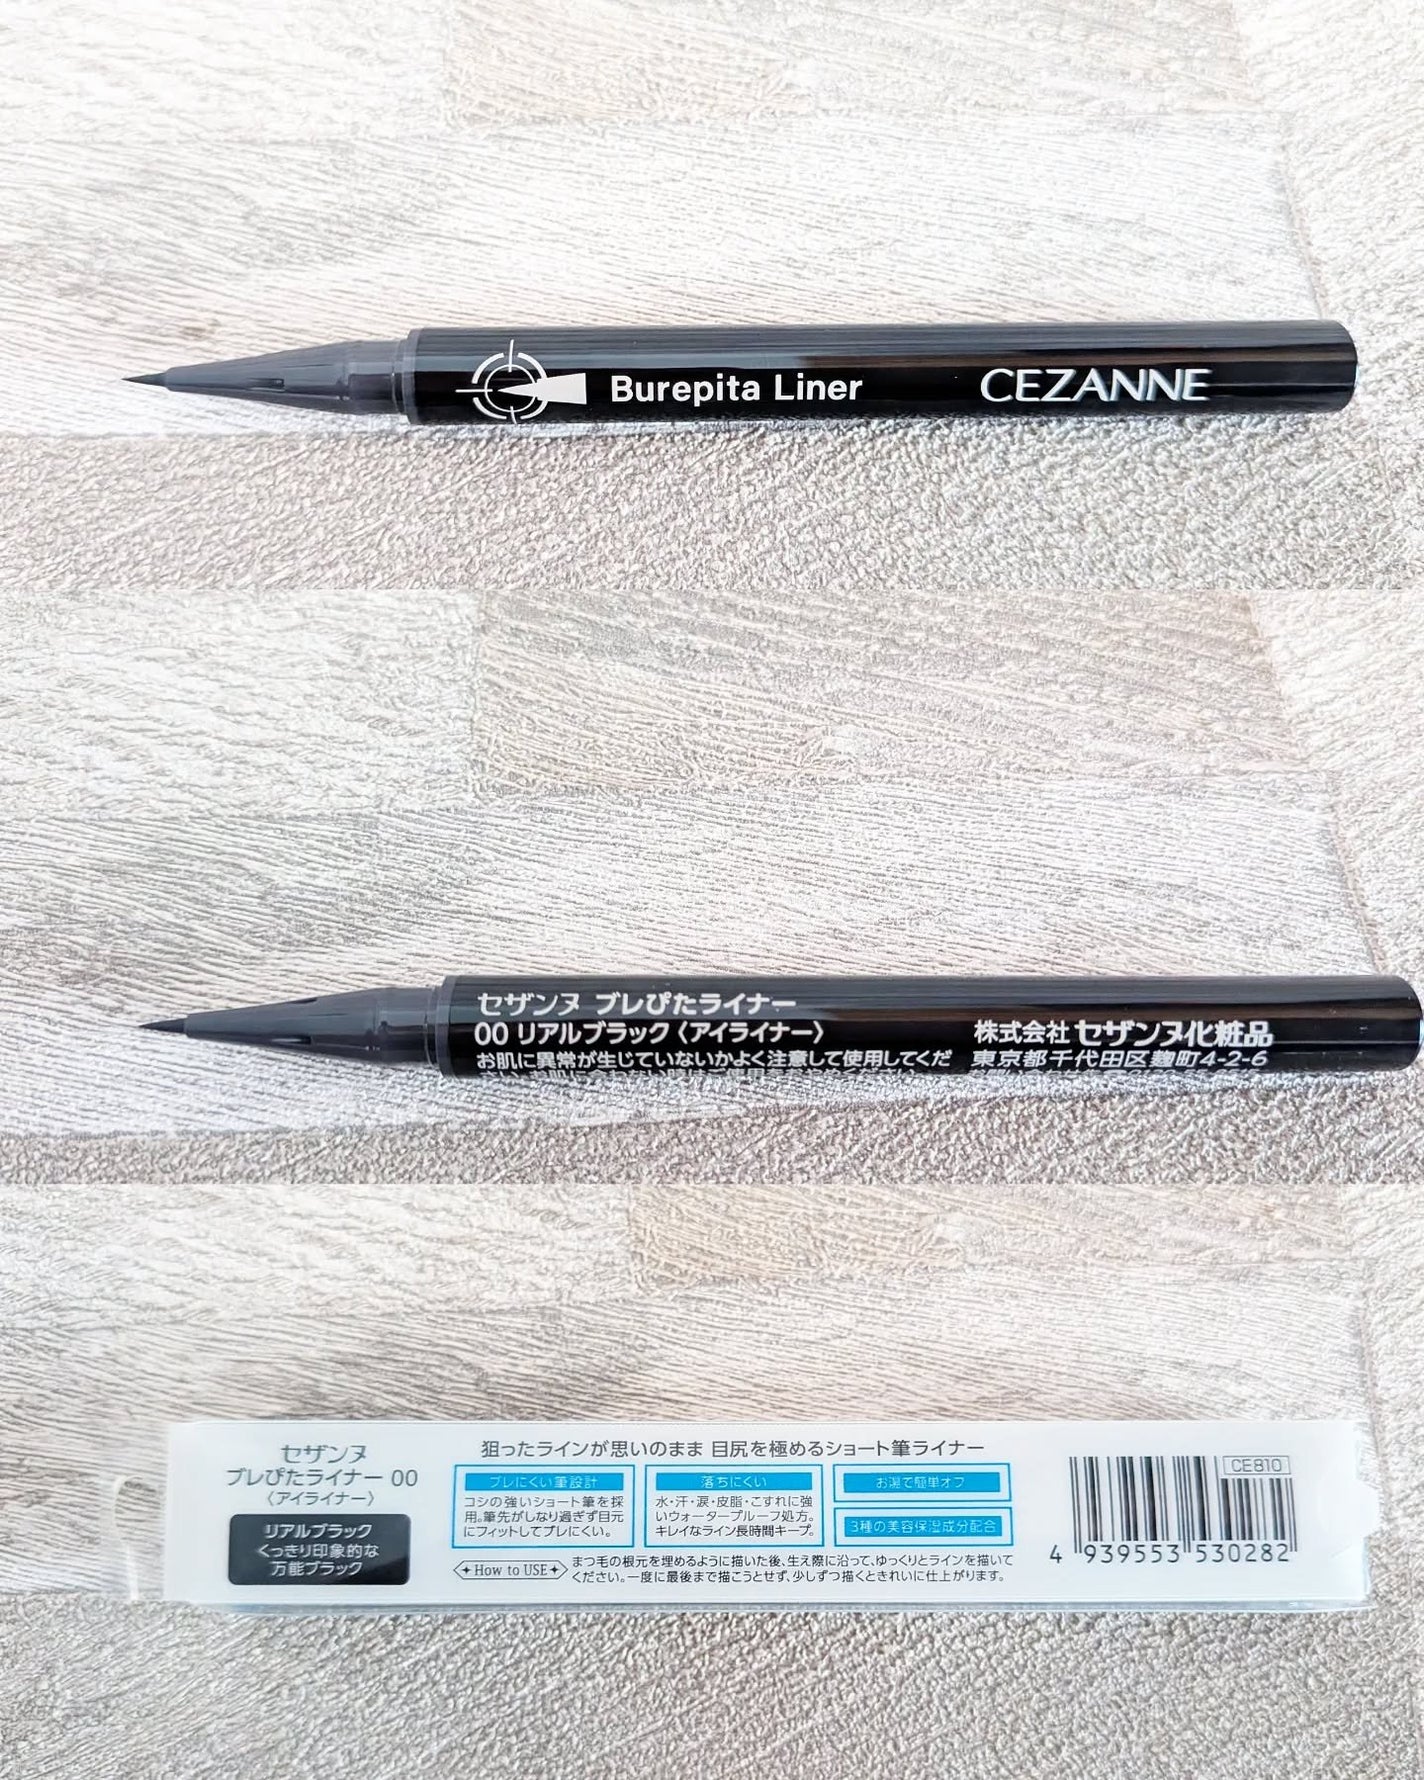 Burepita Liner CEZANNE
セザンヌ ブレぴたライナー
00 リアルブラック〈アイライナー〉
お肌に異常が生じていないかよく注意して使用してくだ
株式会社 セザンヌ化粧品
東京都千代田区麹町4-2-6
セザンヌ
ブレぴたライナー 00
〈アイライナー〉
リアルブラック
くっきり印象的な
万能ブラック
狙ったラインが思いのまま 目尻を極めるショート筆ライナー
ブレにくい筆設計
コシの強いショート筆を採
用。筆先がしなり過ぎず目元
にフィットしてブレにくい。
落ちにくい
水・汗・涙・皮脂・こすれに強
いウォータープルーフ処方。
キレイなライン長時間キープ。
お湯で簡単オフ
3種の美容保湿成分配合
How to USE
まつ毛の根元を埋めるように描いた後、生え際に沿って、ゆっくりとラインを描いて
ください。一度に最後まで描こうとせず、少しずつ描くときれいに仕上がります。
CE810
4 939553 530282